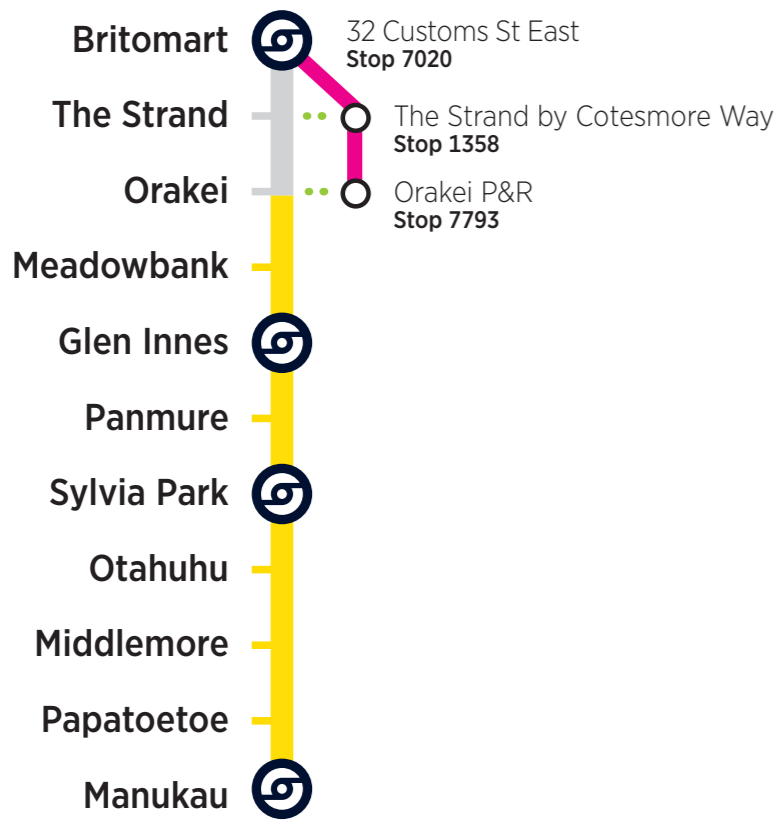 Britomart
32 Customs St East
Stop 7020
The Strand
The Strand by Cotesmore Way
Stop 1358
Orakei
Orakei P&R
Stop 7793
Meadowbank
Glen Innes
Panmure
Sylvia Park
Otahuhu
Middlemore
Papatoetoe
Manukau